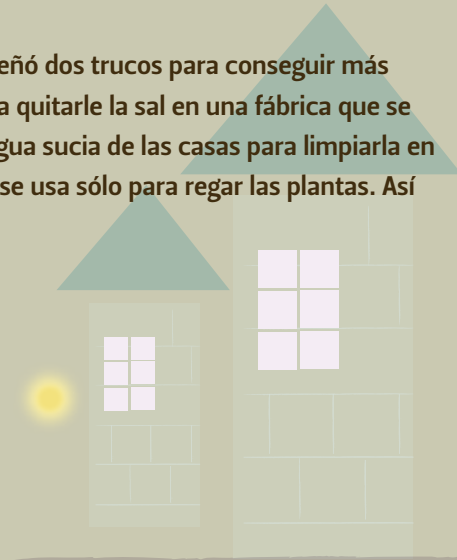 eñó dos trucos para conseguir más
a quitarle la sal en una fábrica que se
gua sucia de las casas para limpiarla en
se usa sólo para regar las plantas. Así